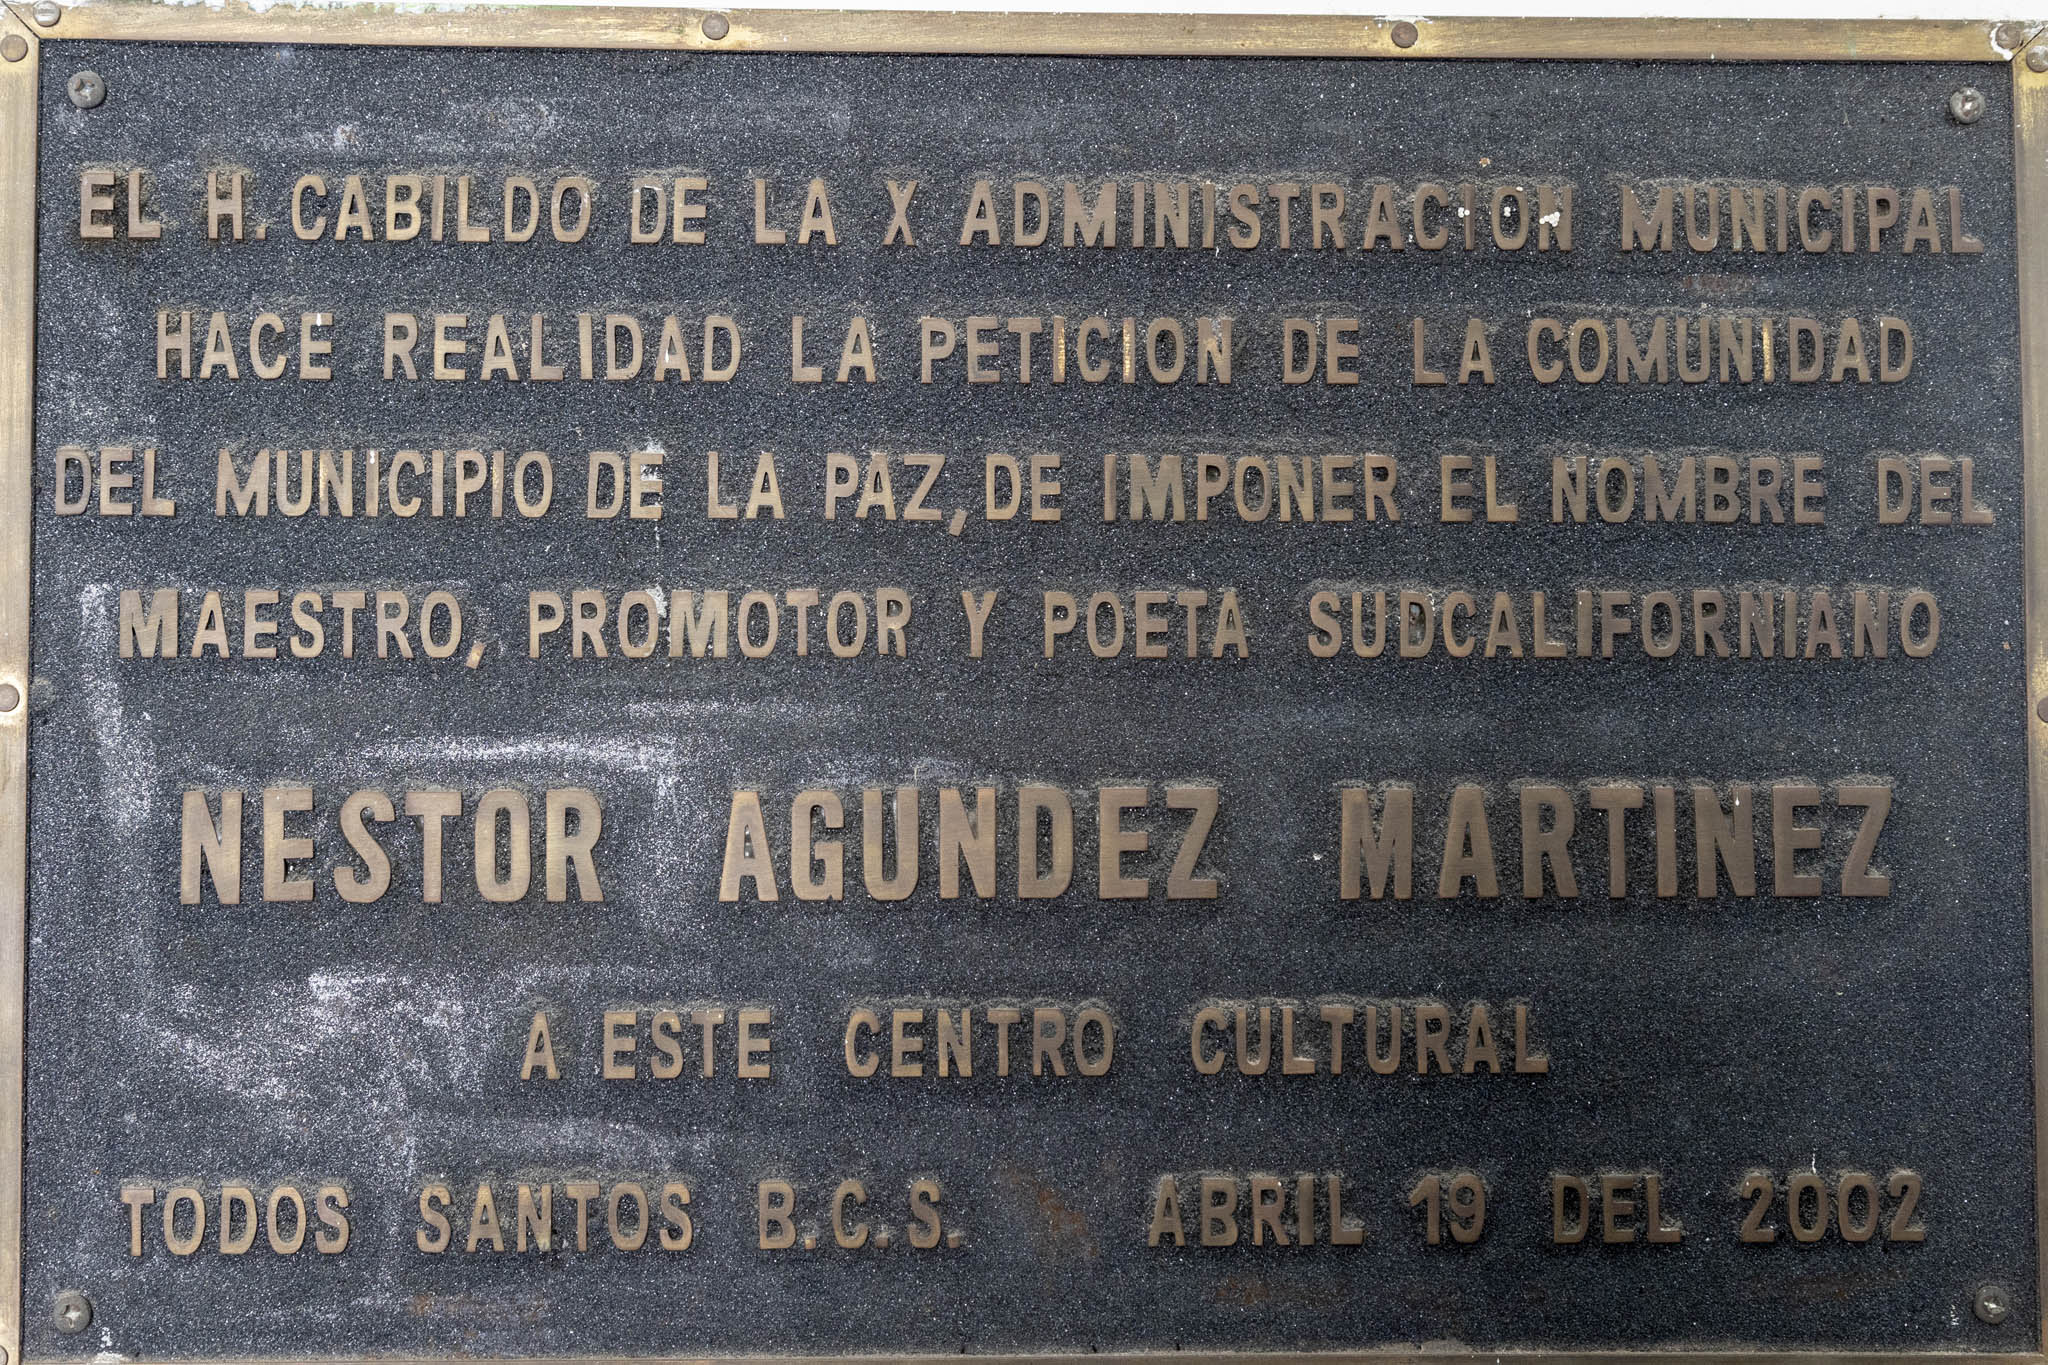 EL H. CABILDO DE LA X ADMINISTRACION MUNICIPAL
HACE REALIDAD LA PETICION DE LA COMUNIDAD
DEL MUNICIPIO DE LA PAZ, DE IMPONER EL NOMBRE DEL
MAESTRO, PROMOTOR Y POETA SUDCALIFORNIANO
NESTOR AGUNDEZ MARTINEZ
A ESTE CENTRO CULTURAL
TODOS SANTOS B.C.S. ABRIL 19 DEL 2002